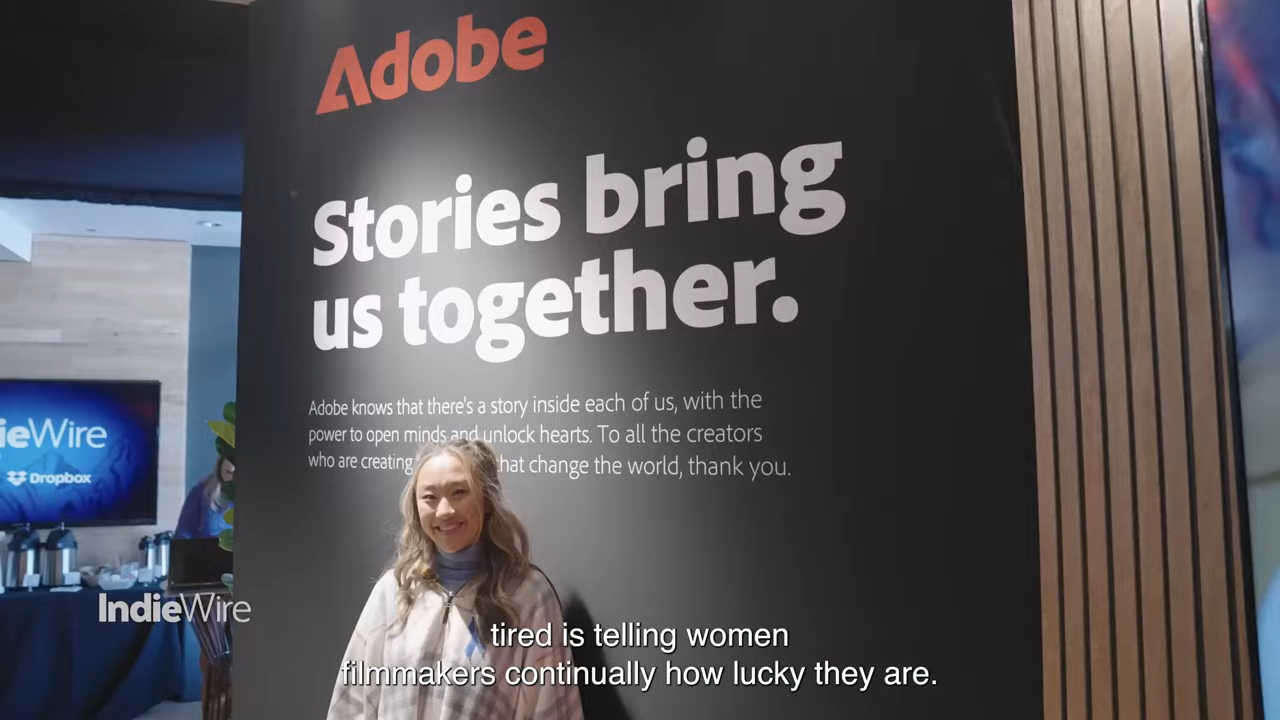 Adobe
Stories bring
us together.
Adobe knows that there's a story inside each of us, with the
power to open minds and unlock hearts. To all the creators
who are creating hat change the world, thank you.
ieWire
Dropbox
IndieWire
tired is telling women
filmmakers continually how lucky they are.